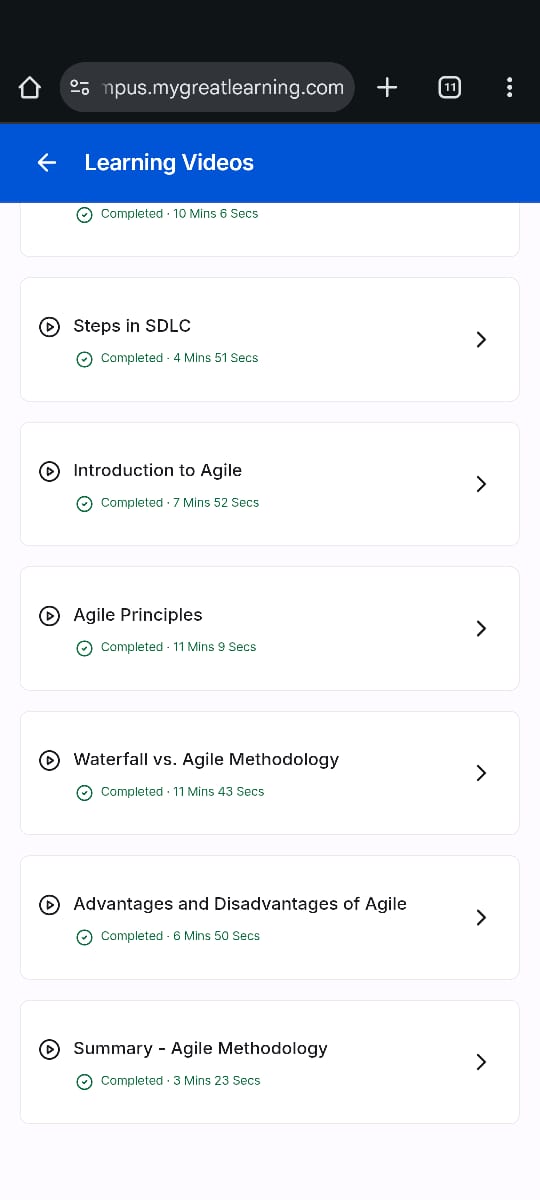 mpus.mygreatlearning.com
11
Learning Videos
Completed · 10 Mins 6 Secs
Steps in SDLC
Completed · 4 Mins 51 Secs
Introduction to Agile
Completed · 7 Mins 52 Secs
Agile Principles
Completed · 11 Mins 9 Secs
Waterfall vs. Agile Methodology
Completed · 11 Mins 43 Secs
Advantages and Disadvantages of Agile
Completed · 6 Mins 50 Secs
Summary - Agile Methodology
Completed · 3 Mins 23 Secs